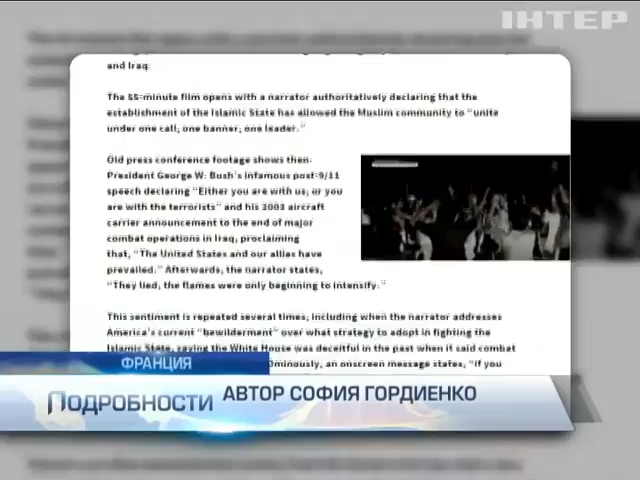 ІНТЕР
and Iraq.
The 55-minute film opens with a narrator authoritatively declaring that the
establishment of the Islamic State has allowed the Muslim community to "unite
under one call, one banner, one leader."
Old press conference footage shows then-
President George W. Bush's infamous post-9/11
speech declaring "Either you are with us, or you
are with the terrorists" and his 2003 aircraft
carrier announcement to the end of major
combat operations in Iraq, proclaiming
that, "The United States and our allies have
prevailed." Afterwards, the narrator states,
"They lied, the flames were only beginning to intensify."
This sentiment is repeated several times, including when the narrator addresses
America's current "bewilderment" over what strategy to adopt in fighting the
Islamic State, saying the White House was deceitful in the past when it said combat
Ominously, an onscreen message states, "If you
ФРАНЦИЯ
ПОДРОБНОСТИ
АВТОР СОФИЯ ГОРДИЕНКО